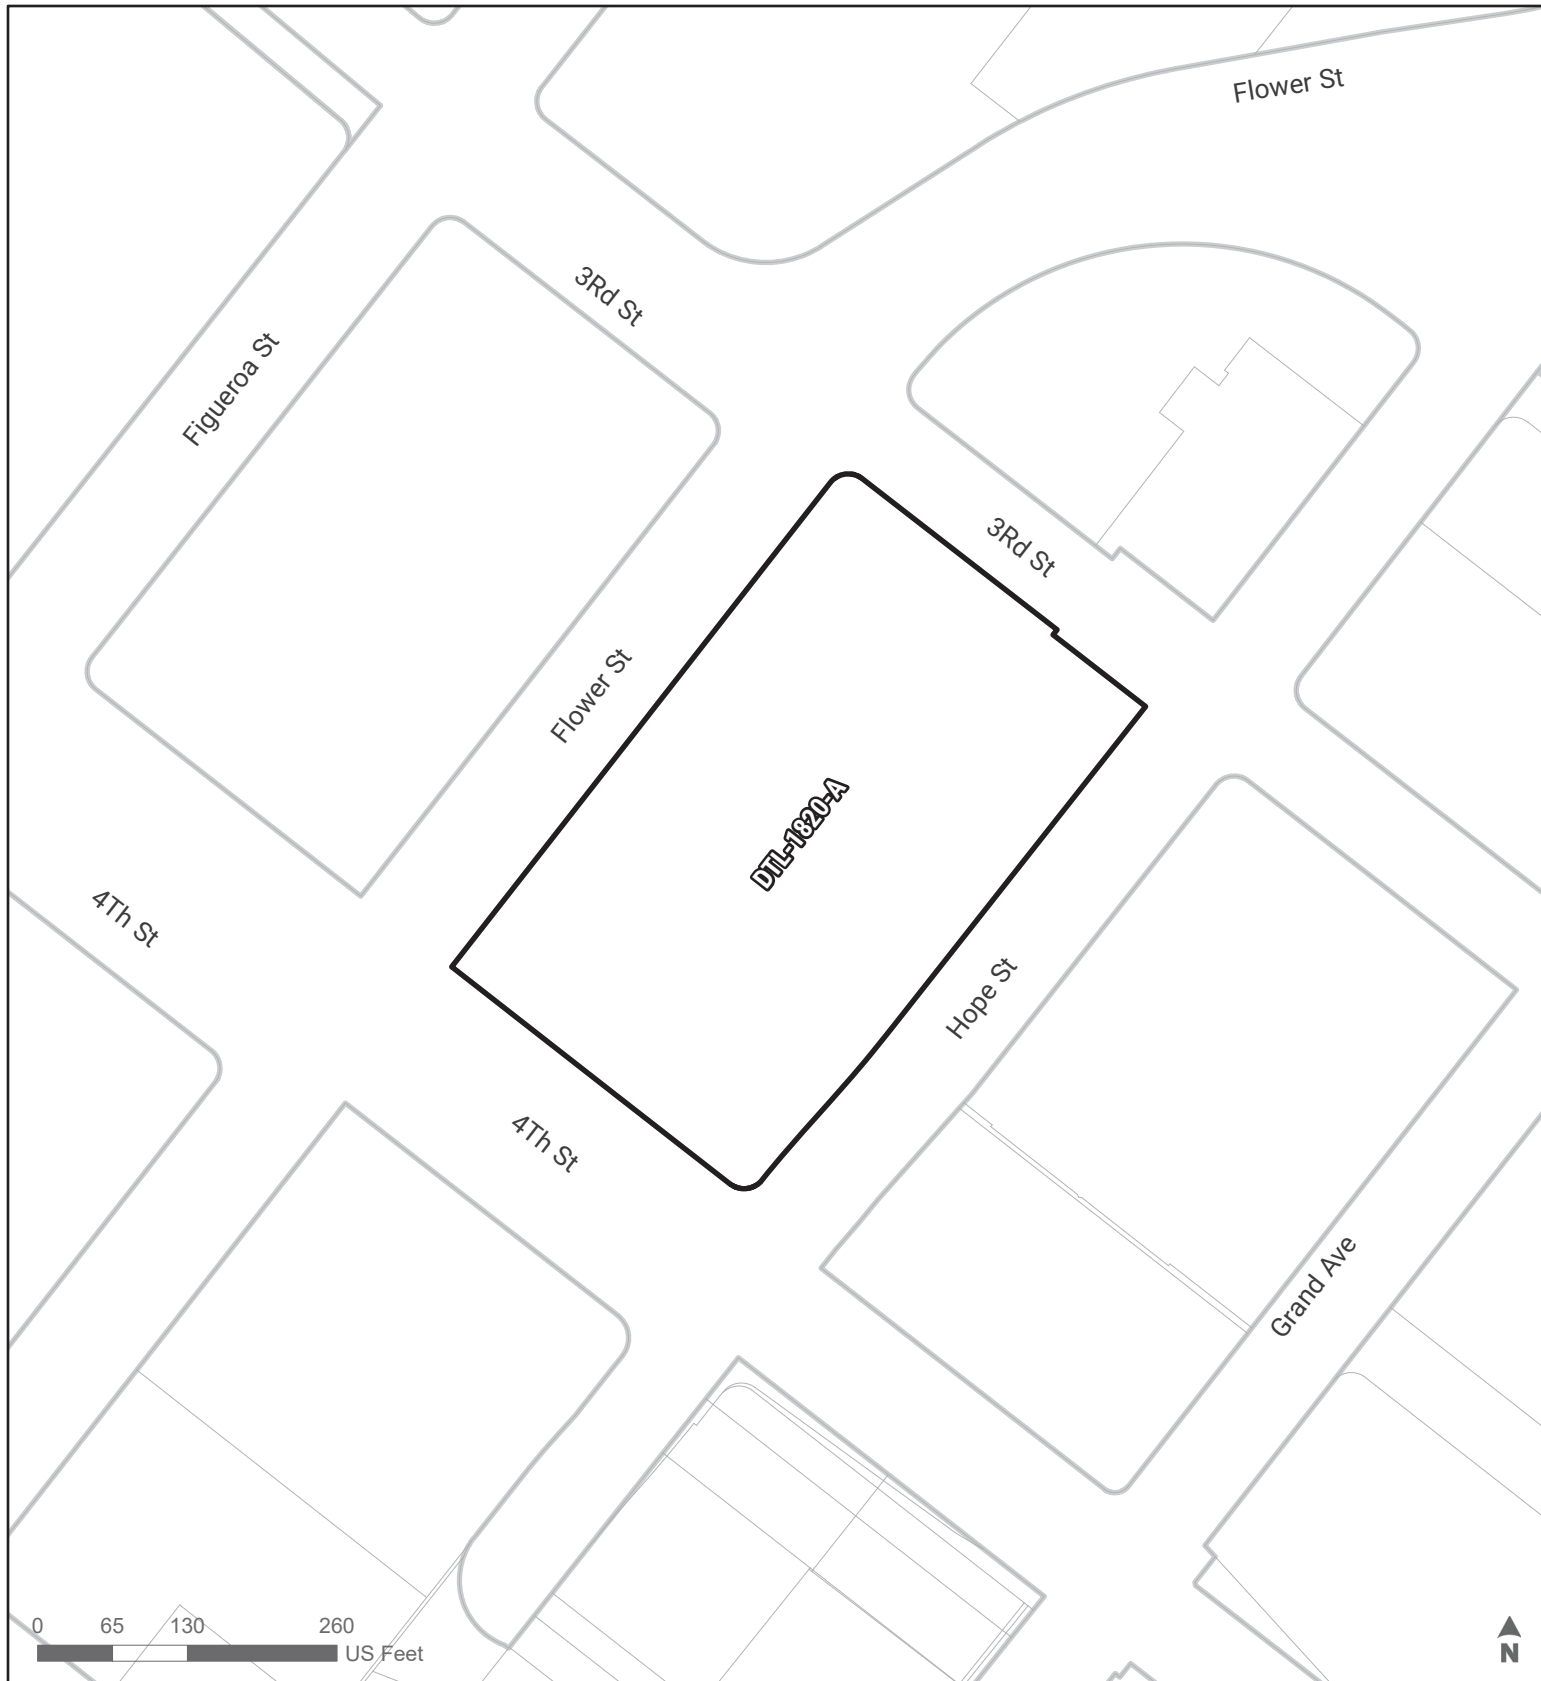 Flower St
3Rd St
Figueroa St
3Rd St
Flower St
DTL-1820-A
4Th St
Hope St
4Th St
Grand Ave
0 65 130 260
US Feet
N